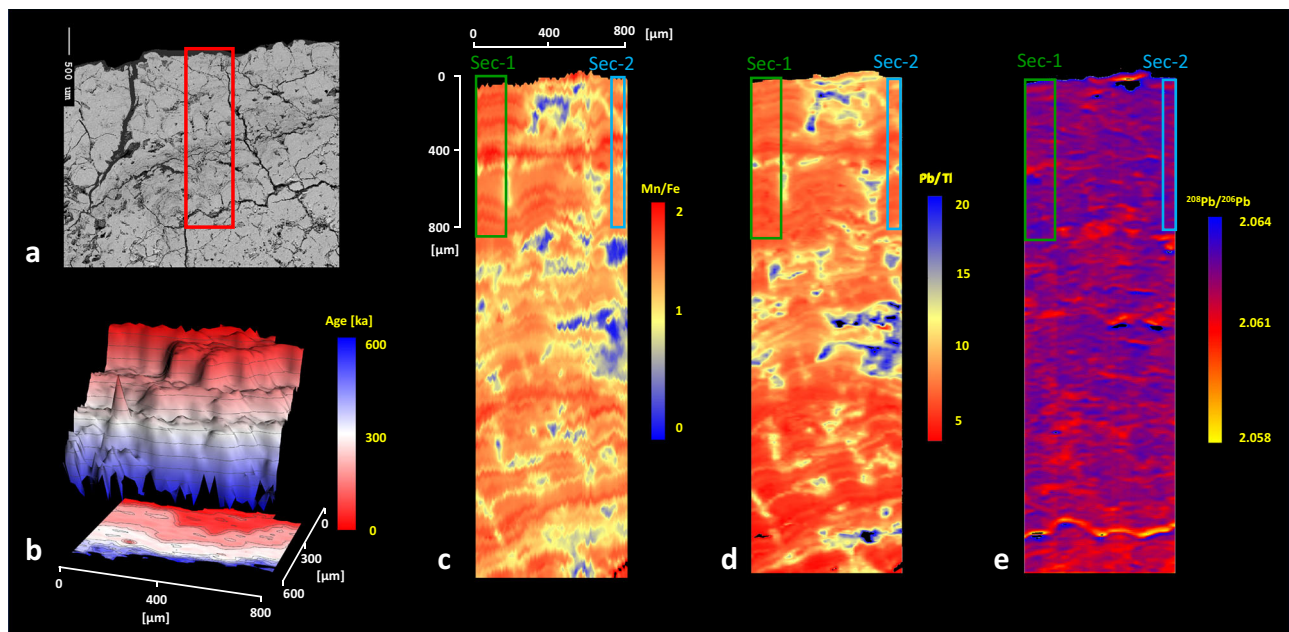 500 µm
a
Age [ka]
600
300
0
b
0
400
800
[µm]
0
300
600
[µm]
0
400
800
[µm]
Sec-1
Sec-2
0
400
800
[µm]
Mn/Fe
2
1
0
c
Sec-1
Sec-2
Pb/Tl
20
15
10
5
d
Sec-1
Sec-2
²⁰⁸Pb/²⁰⁶Pb
2.064
2.061
2.058
e